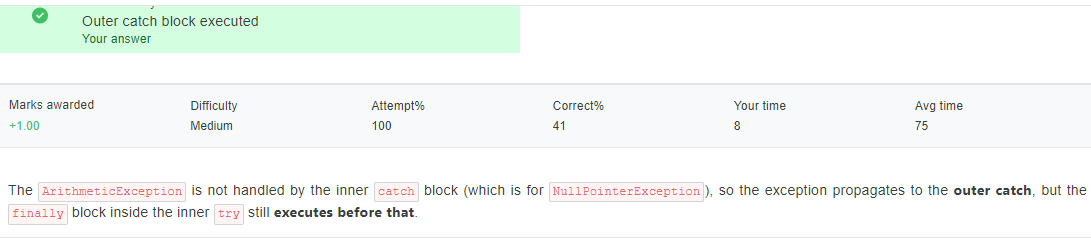 Outer catch block executed
Your answer
Marks awarded Difficulty Attempt% Correct% Your time Avg time
+1.00 Medium 100 41 8 75
The ArithmeticException is not handled by the inner catch block (which is for NullPointerException), so the exception propagates to the outer catch, but the
finally block inside the inner try still executes before that.